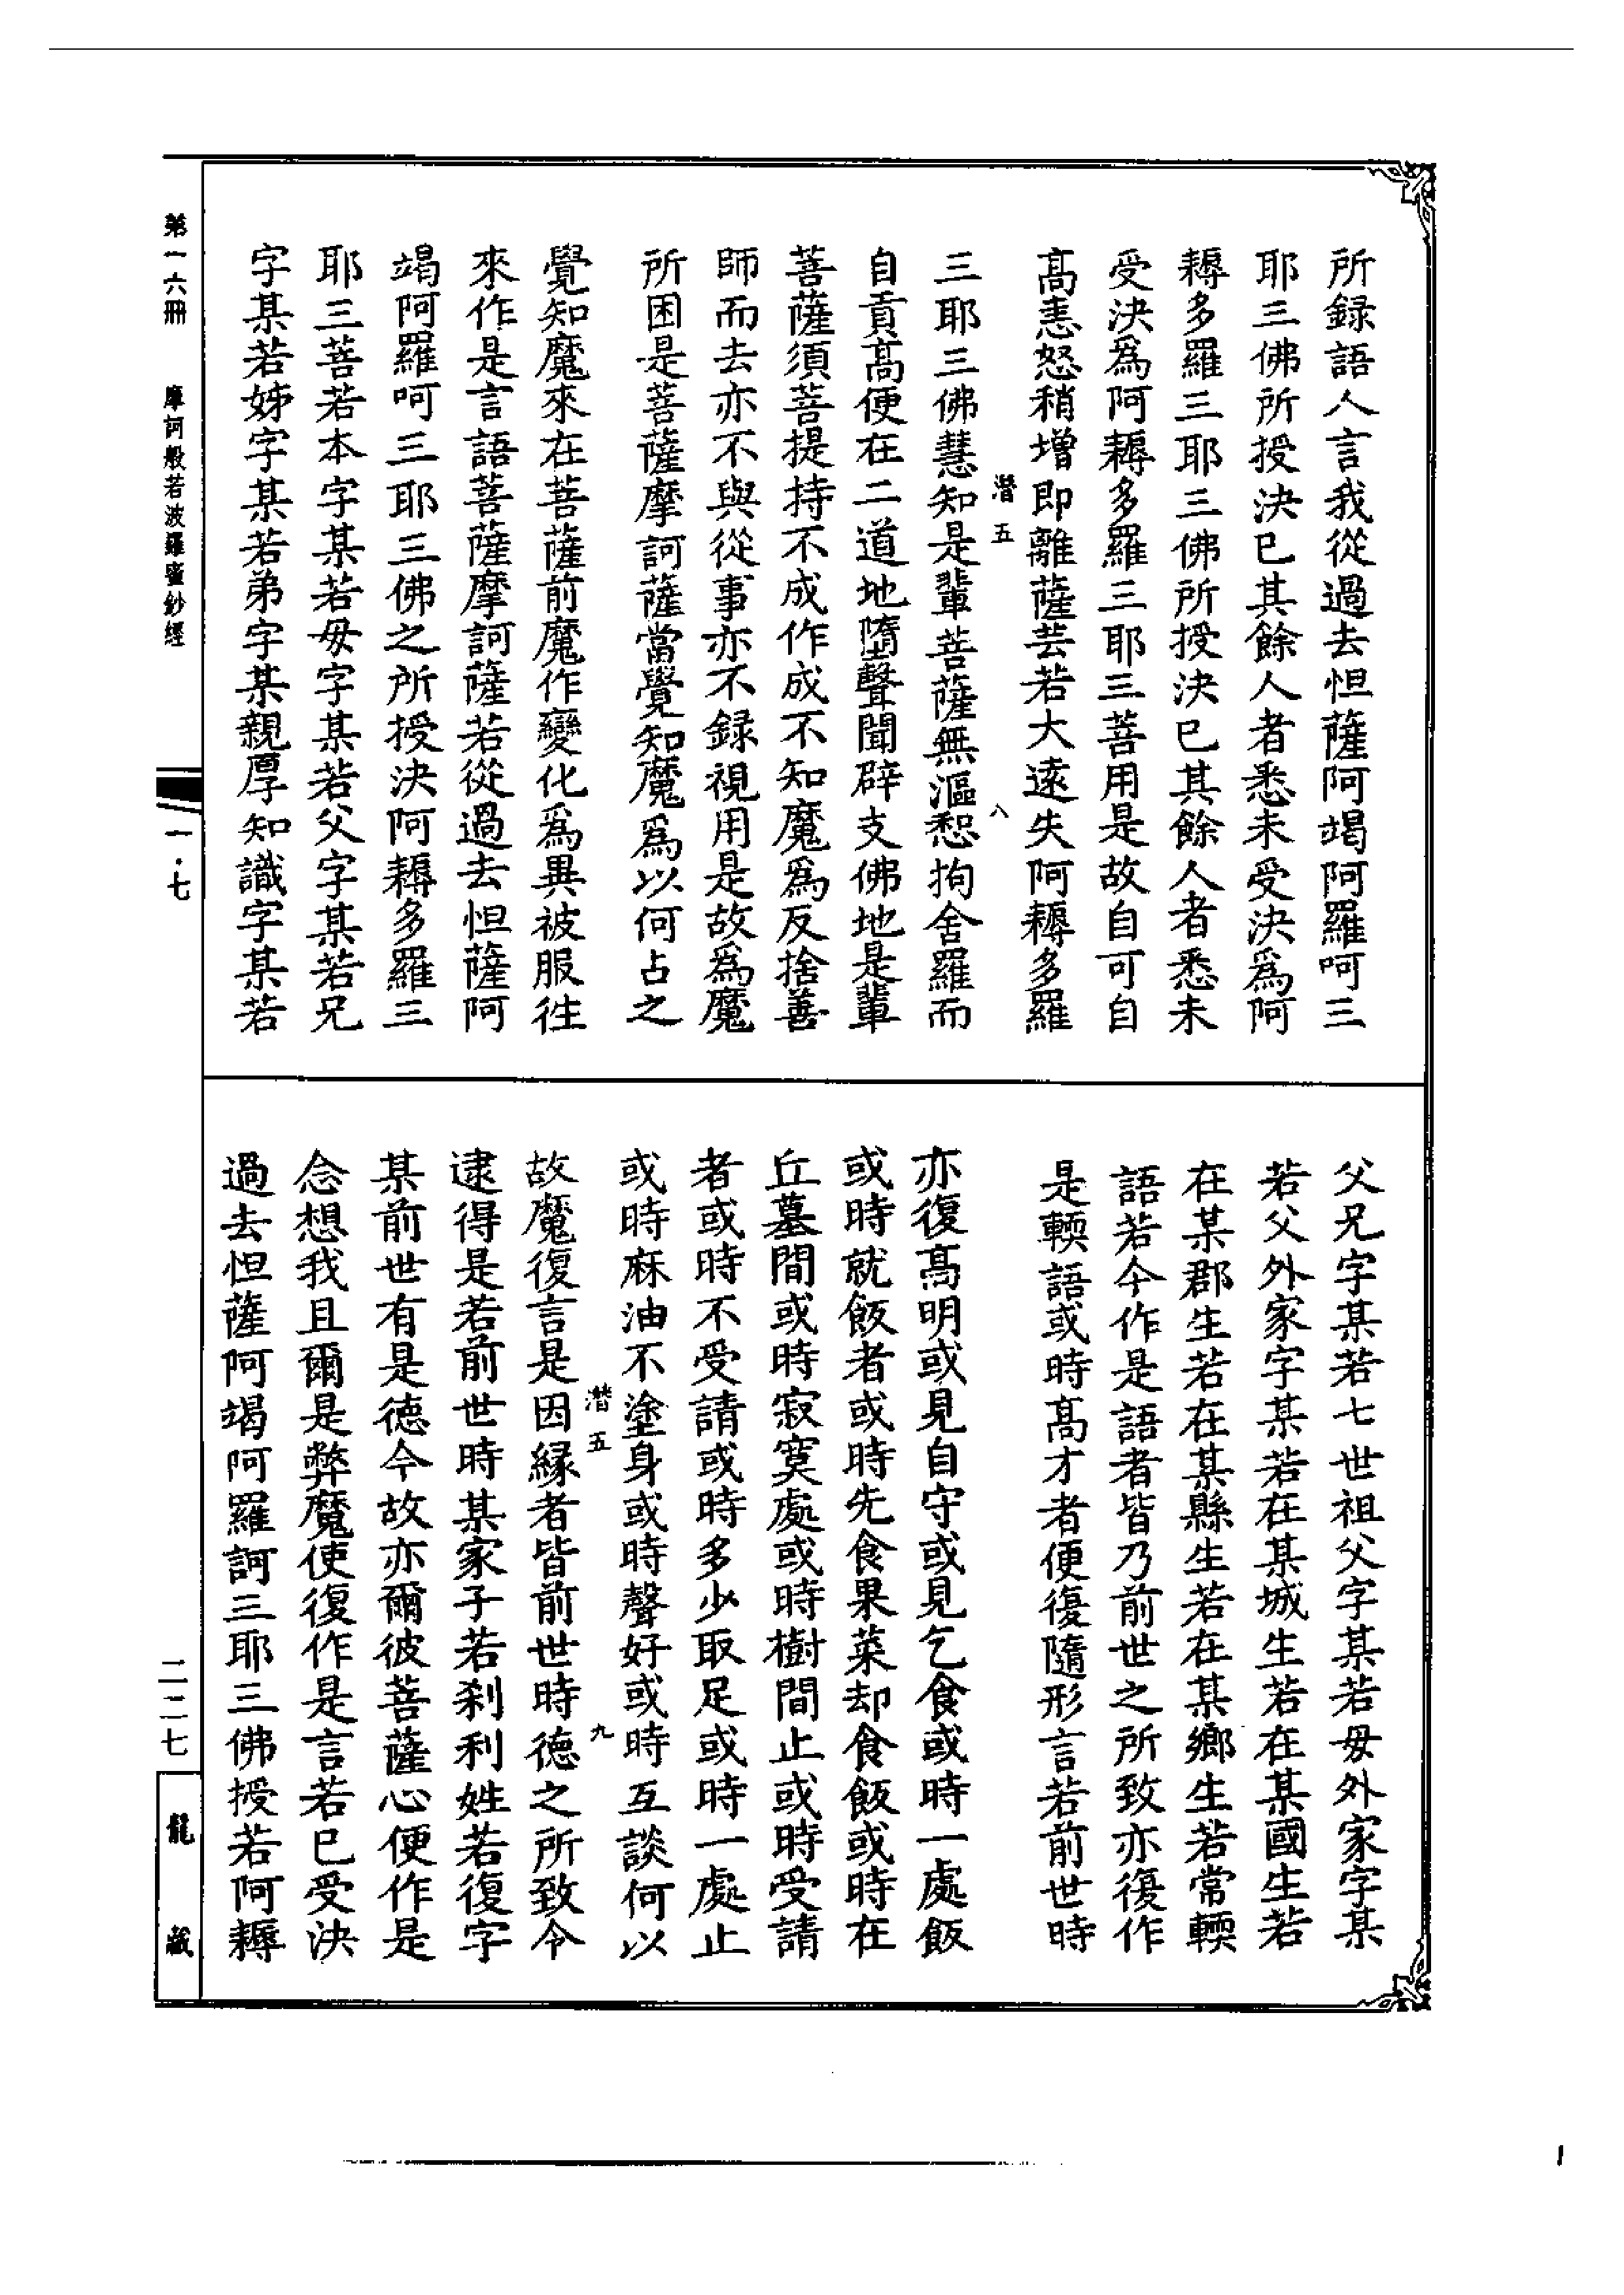 所録語人言我從過去怛薩阿竭阿羅呵三
耶三佛所授決已其餘人者悉未受決為阿
耨多羅三耶三佛所授決已其餘人者悉未
受決為阿耨多羅三耶三菩用是故自可自
高恚怒稍增即離薩芸若大遠失阿耨多羅
潛五 八
三耶三佛慧知是輩菩薩無漚惒拘舍羅而
自貢高便在二道地墮聲聞辟支佛地是輩
菩薩須菩提持不成作成不知魔為反捨善
師而去亦不與從事亦不録視用是故為魔
所困是菩薩摩訶薩當覺知魔為以何占之
覺知魔來在菩薩前魔作變化為異被服往
來作是言語菩薩摩訶薩若從過去怛薩阿
竭阿羅呵三耶三佛之所授決阿耨多羅三
耶三菩若本字某若母字某若父字某若兄
字某若姊字某若弟字某親厚知識字某若
父兄字某若七世祖父字某若母外家字某
若父外家字某若在某城生若在某國生若
在某郡生若在某縣生若在某鄉生若常輭
語若今作是語者皆乃前世之所致亦復作
是輭語或時高才者便復隨形言若前世時
亦復高明或見自守或見乞食或時一處飯
或時就飯者或時先食果菜却食飯或時在
丘墓間或時寂寞處或時樹間止或時受請
者或時不受請或時多少取足或時一處止
或時麻油不塗身或時聲好或時互談何以
潛五 九
故魔復言是因緣者皆前世時德之所致今
逮得是若前世時某家子若刹利姓若復字
某前世有是德今故亦爾彼菩薩心便作是
念想我且爾是弊魔使復作是言若已受決
過去怛薩阿竭阿羅訶三耶三佛授若阿耨
第一六冊 摩訶般若波羅蜜鈔經
一·七
二二七
龍藏